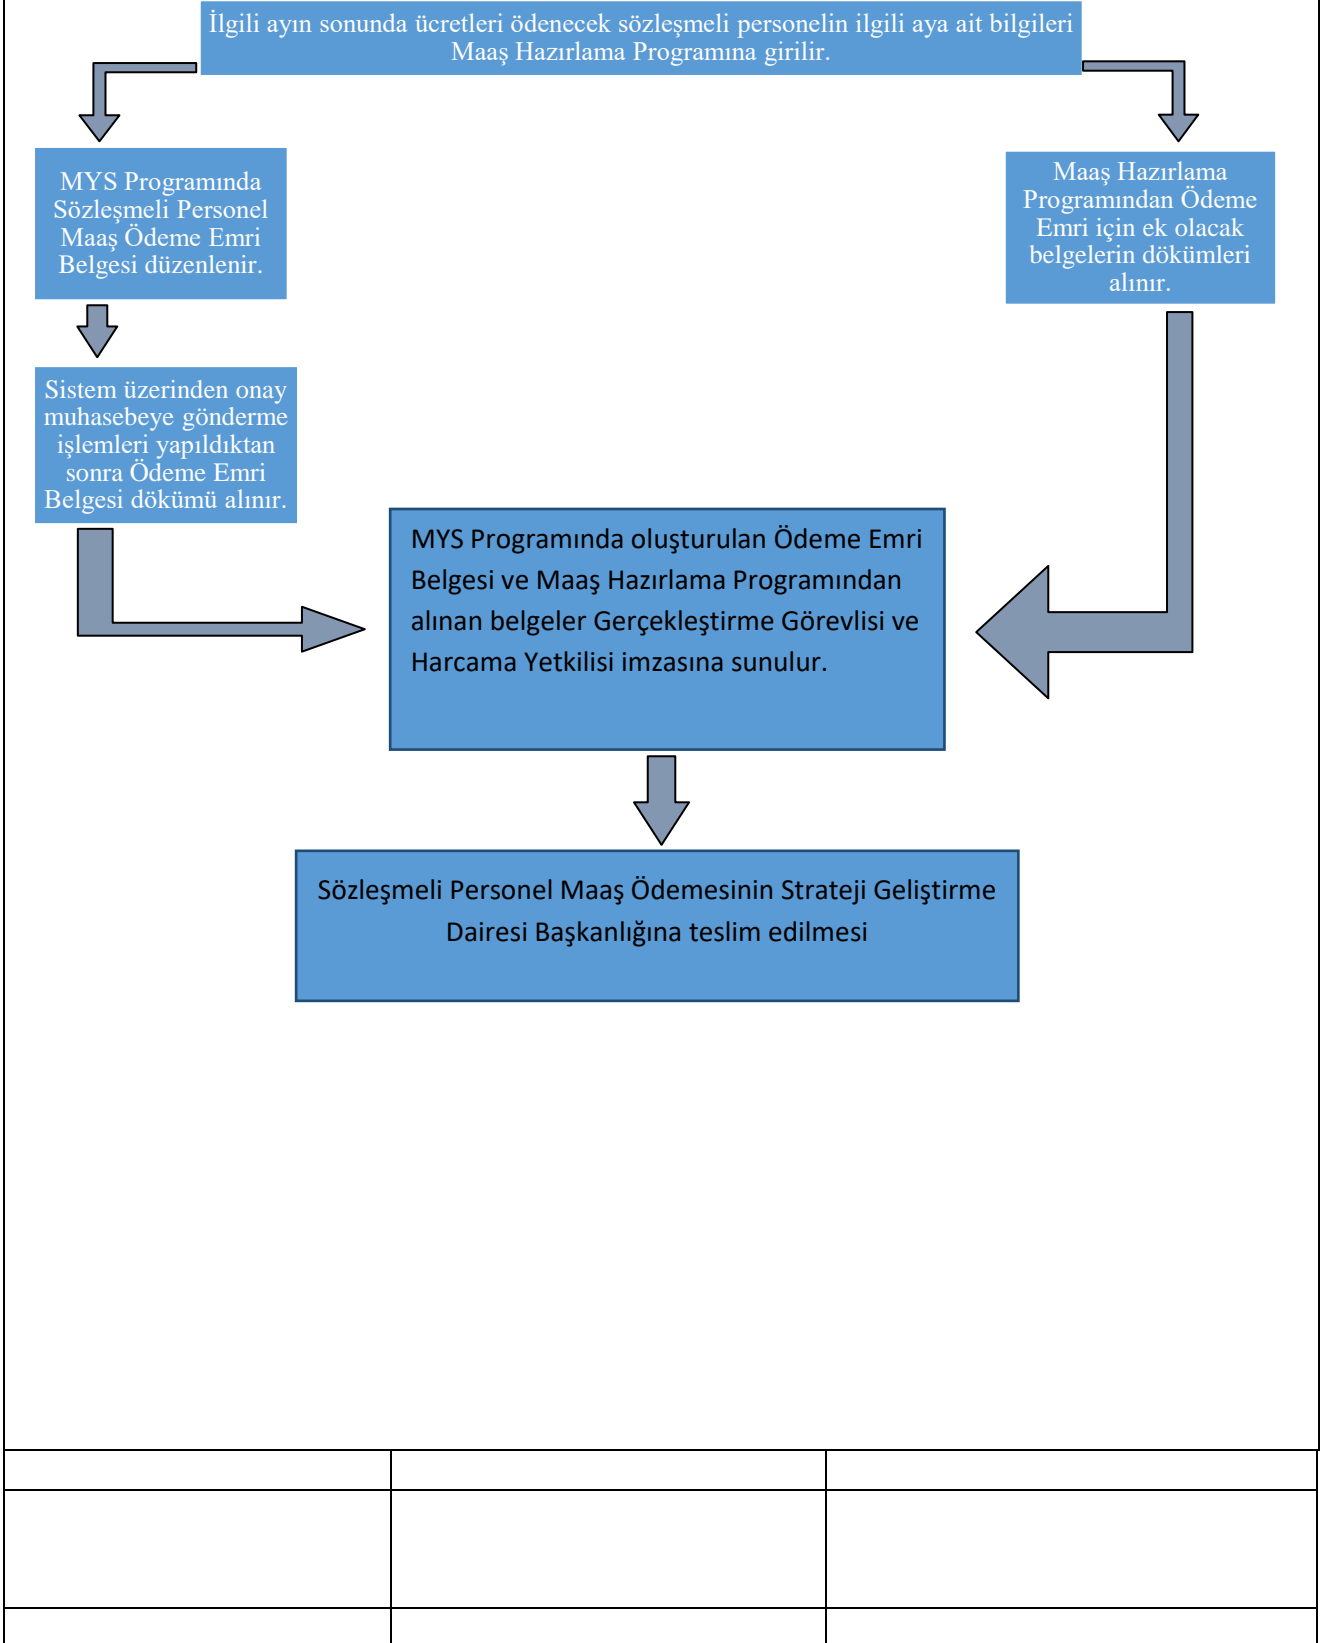 İlgili ayın sonunda ücretleri ödenecek sözleşmeli personelin ilgili aya ait bilgileri
Maaş Hazırlama Programına girilir.
MYS Programında
Sözleşmeli Personel
Maaş Ödeme Emri
Belgesi düzenlenir.
Maaş Hazırlama
Programından Ödeme
Emri için ek olacak
belgelerin dökümleri
alınır.
Sistem üzerinden onay
muhasebeye gönderme
işlemleri yapıldıktan
sonra Ödeme Emri
Belgesi dökümü alınır.
MYS Programında oluşturulan Ödeme Emri
Belgesi ve Maaş Hazırlama Programından
alınan belgeler Gerçekleştirme Görevlisi ve
Harcama Yetkilisi imzasına sunulur.
Sözleşmeli Personel Maaş Ödemesinin Strateji Geliştirme
Dairesi Başkanlığına teslim edilmesi